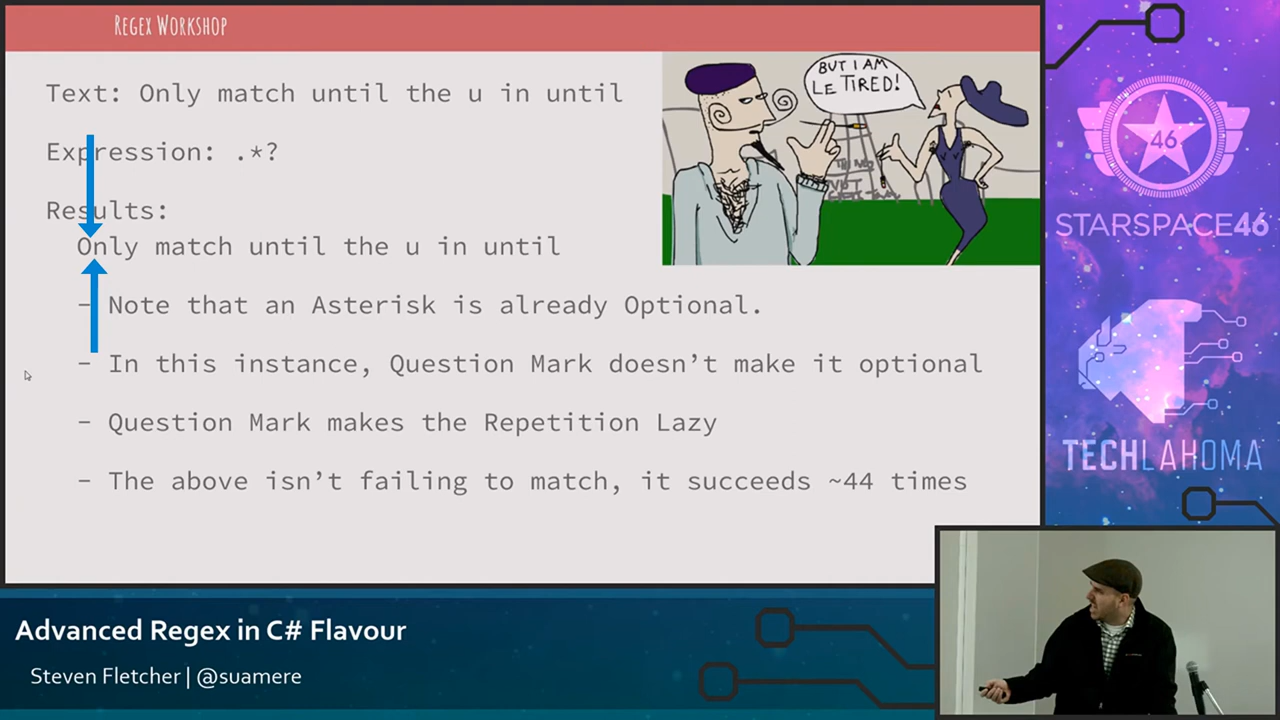 Regex Workshop
Text: Only match until the u in until
Expression: .*?
Results:
Only match until the u in until
- Note that an Asterisk is already Optional.
- In this instance, Question Mark doesn't make it optional
- Question Mark makes the Repetition Lazy
- The above isn't failing to match, it succeeds ~44 times
BUT I AM
LE TIRED!
46
STARSPACE46
TECHLAHOMA
Advanced Regex in C# Flavour
Steven Fletcher | @suamere